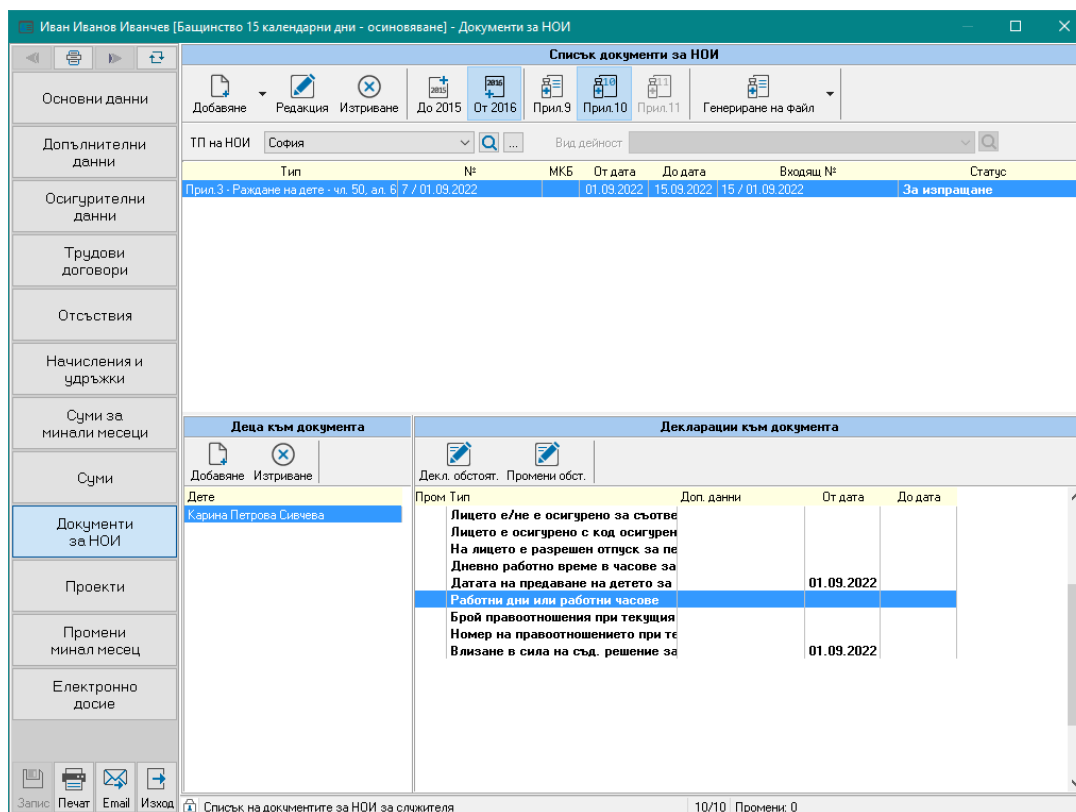 Иван Иванов Иванчев [Бащинство 15 календарни дни - осиновяване] - Документи за НОИ
Списък документи за НОИ
Добавяне
Редакция
Изтриване
2015
До 2015
2016
От 2016
Прил.9
10
Прил.10
11
Прил.11
Генериране на файл
ТП на НОИ
София
...
Вид дейност
Тип
№
МКБ
От дата
До дата
Входящ №
Статус
Прил.3 - Раждане на дете - чл. 50, ал. 6
7 / 01.09.2022
01.09.2022
15.09.2022
15 / 01.09.2022
За изпращане
Основни данни
Допълнителни
данни
Осигурителни
данни
Трудови
договори
Отсъствия
Начисления и
удръжки
Суми за
минали месеци
Суми
Документи
за НОИ
Проекти
Промени
минал месец
Електронно
досие
Запис
Печат
Email
Изход
Деца към документа
Добавяне
Изтриване
Дете
Карина Петрова Сивчева
Декларации към документа
Декл. обстоят.
Промени обст.
Пром
Тип
Доп. данни
От дата
До дата
Лицето е/не е осигурено за съотве
Лицето е осигурено с код осигурен
На лицето е разрешен отпуск за пе
Дневно работно време в часове за
Датата на предаване на детето за
01.09.2022
Работни дни или работни часове
Брой правоотношения при текущия
Номер на правоотношението при те
Влизане в сила на съд. решение за
01.09.2022
Списък на документите за НОИ за служителя
10/10
Промени: 0